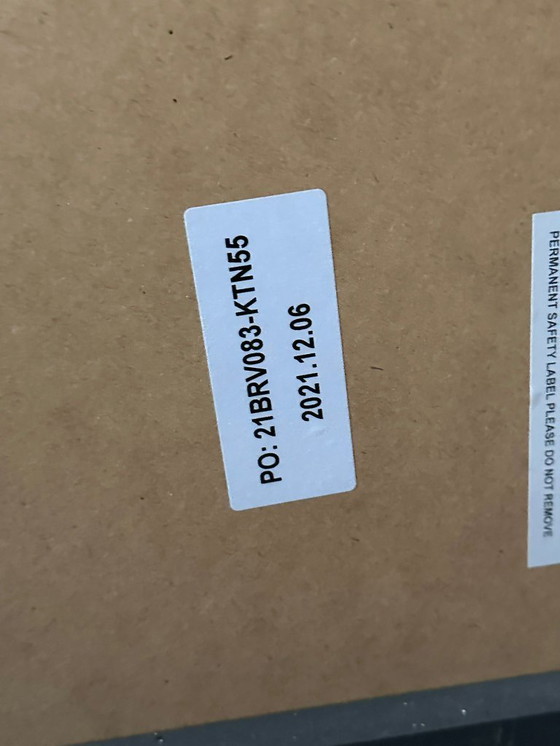 PO: 21BRV083-KTN55
2021.12.06
PERMANENT SAFETY LABEL PLEASE DO NOT REMOVE